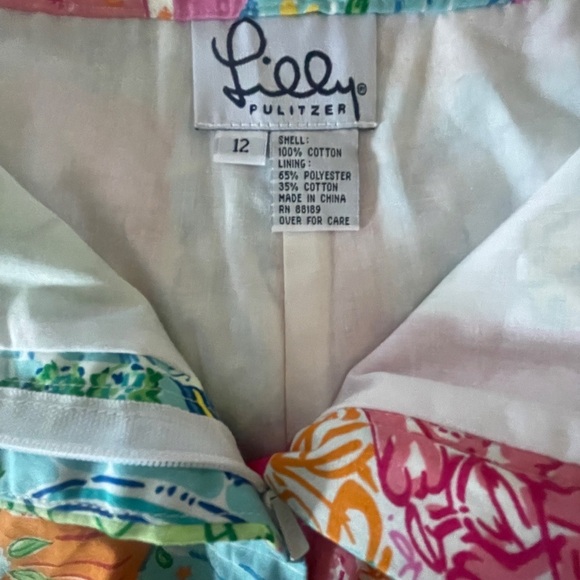 Lilly®
PULITZER
12
SHELL:
100% COTTON
LINING:
65% POLYESTER
35% COTTON
MADE IN CHINA
RN 88189
OVER FOR CARE